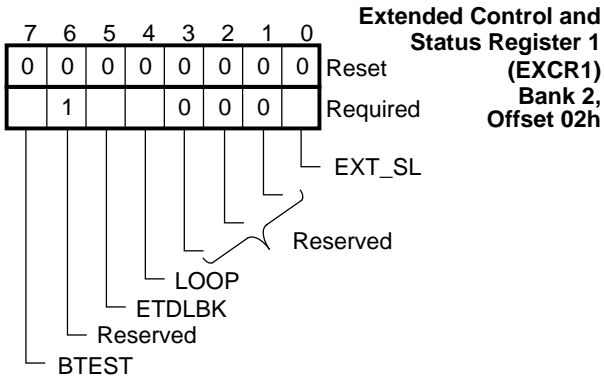 Extended Control and
Status Register 1
(EXCR1)
Bank 2,
Offset 02h
7 6 5 4 3 2 1 0
0 0 0 0 0 0 0 0 Reset
1 0 0 0 Required
EXT_SL
Reserved
LOOP
ETDLBK
Reserved
BTEST